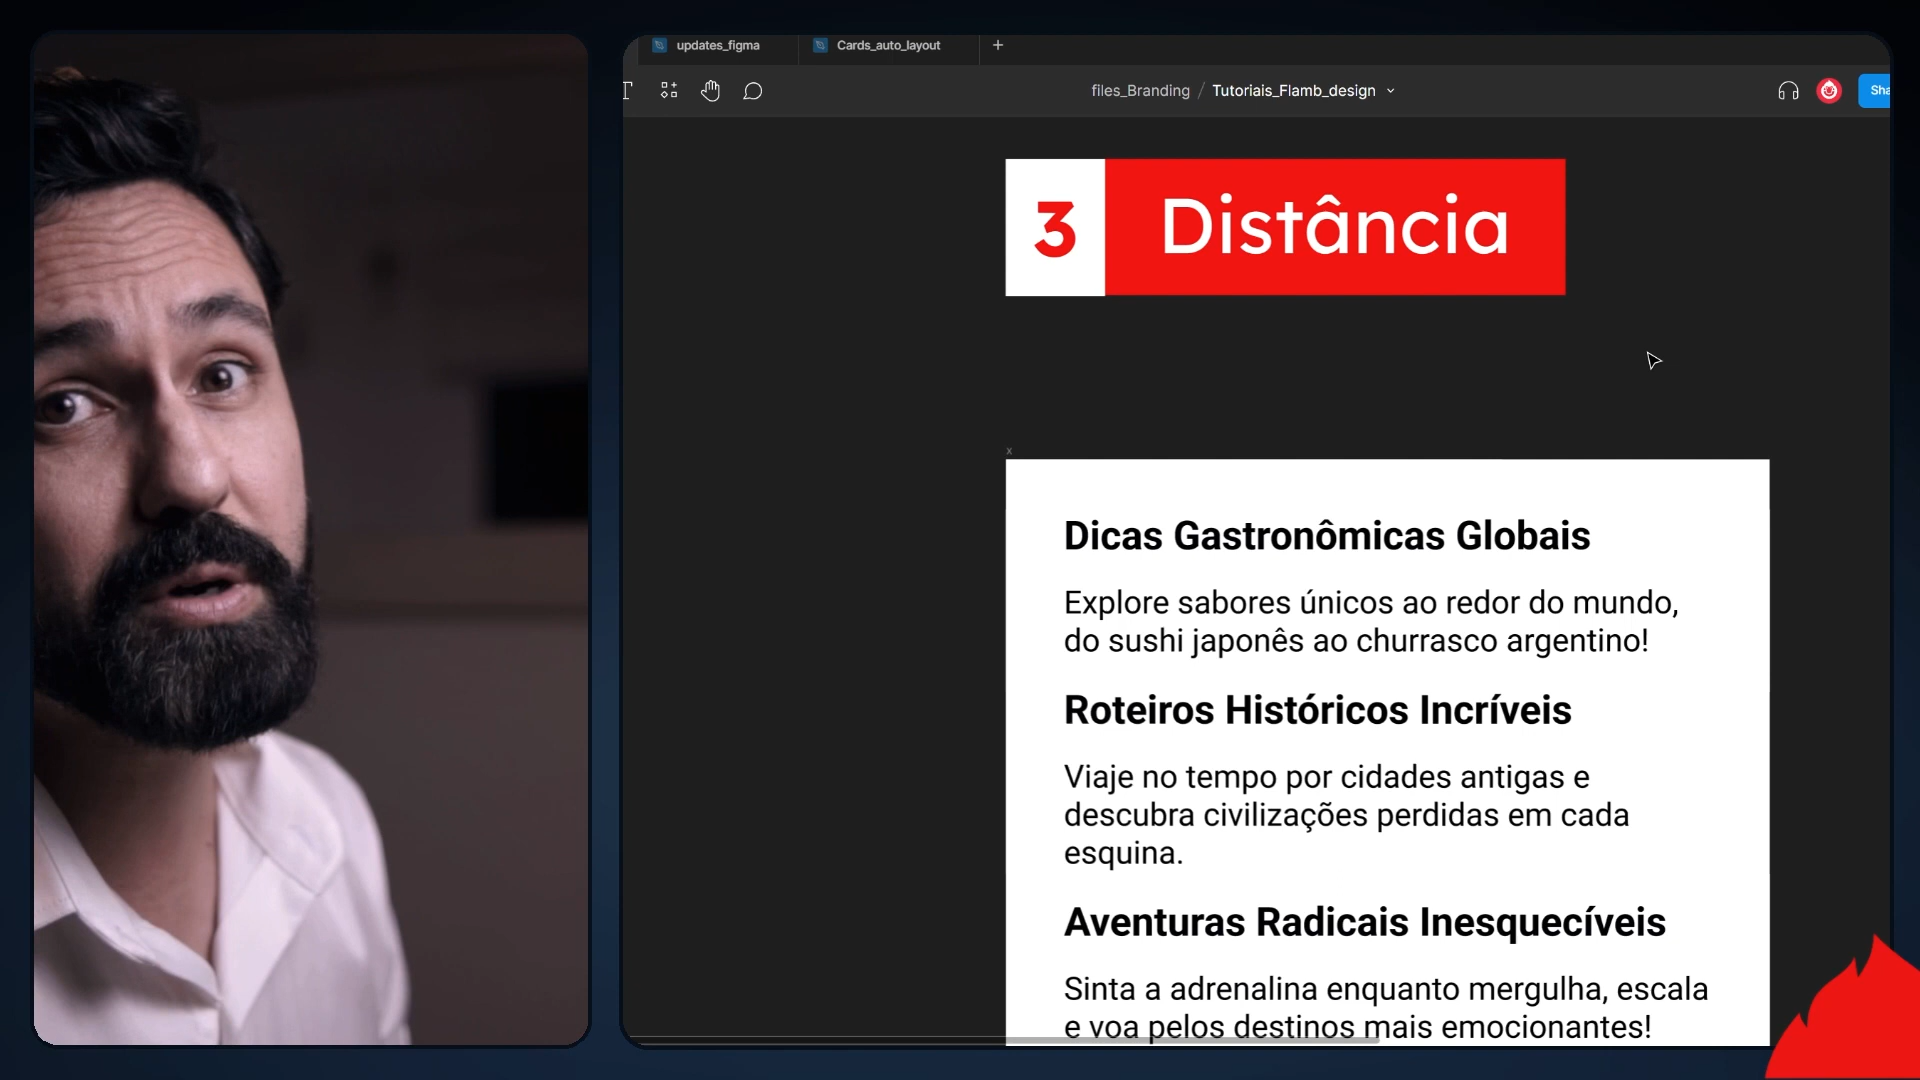 updates_figma
Cards_auto_layout
files_Branding / Tutoriais_Flamb_design
3 Distância
x
Dicas Gastronômicas Globais
Explore sabores únicos ao redor do mundo,
do sushi japonês ao churrasco argentino!
Roteiros Históricos Incríveis
Viaje no tempo por cidades antigas e
descubra civilizações perdidas em cada
esquina.
Aventuras Radicais Inesquecíveis
Sinta a adrenalina enquanto mergulha, escala
e voa pelos destinos mais emocionantes!